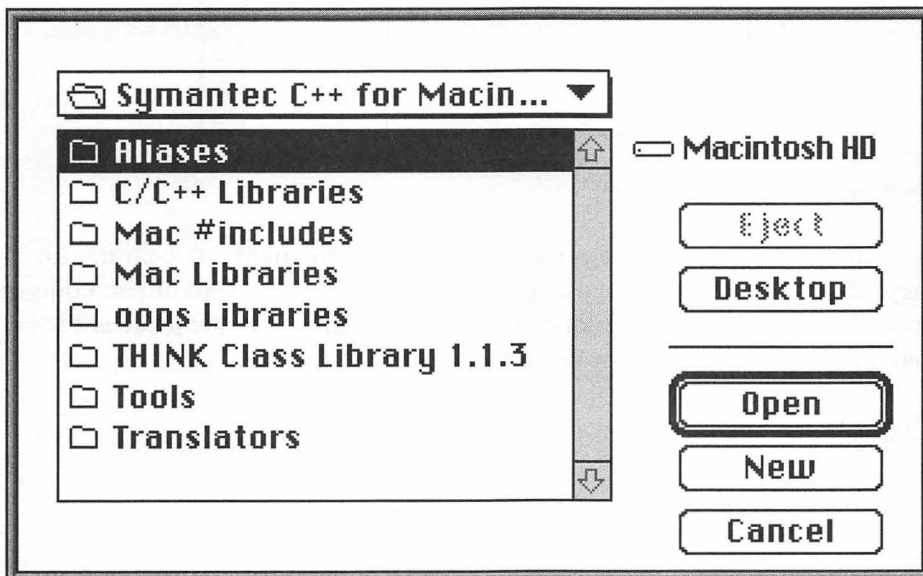 Symantec C++ for Macin...
Aliases
C/C++ Libraries
Mac #includes
Mac Libraries
oops Libraries
THINK Class Library 1.1.3
Tools
Translators
Macintosh HD
Eject
Desktop
Open
New
Cancel